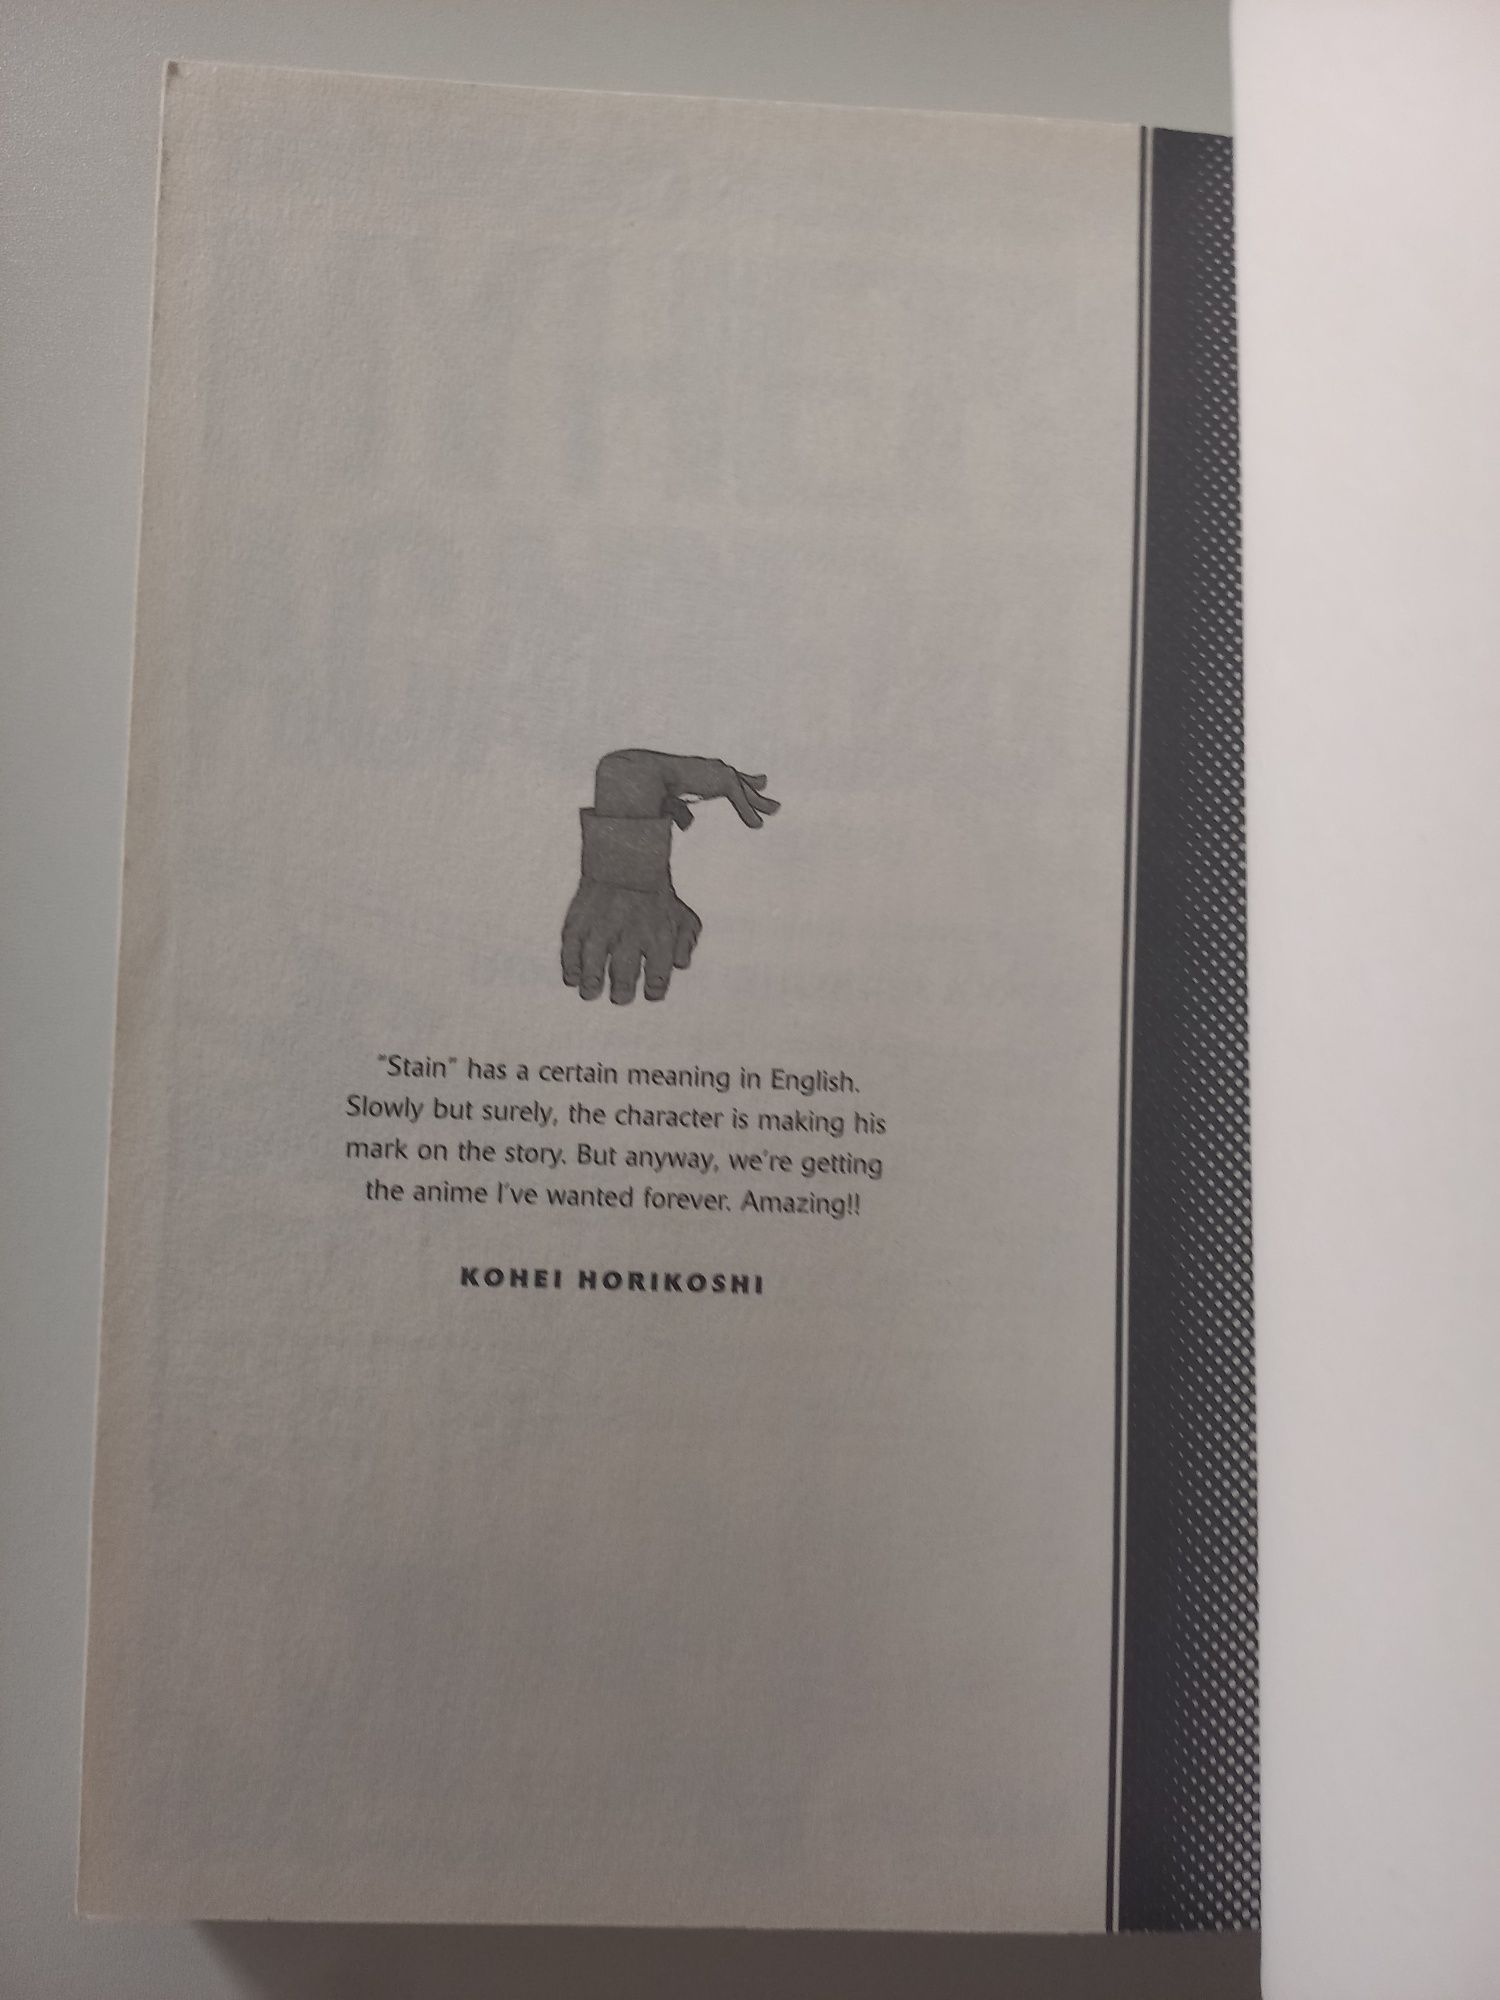 "Stain" has a certain meaning in English.
Slowly but surely, the character is making his
mark on the story. But anyway, we're getting
the anime I've wanted forever. Amazing!!
KOHEI HORIKOSHI